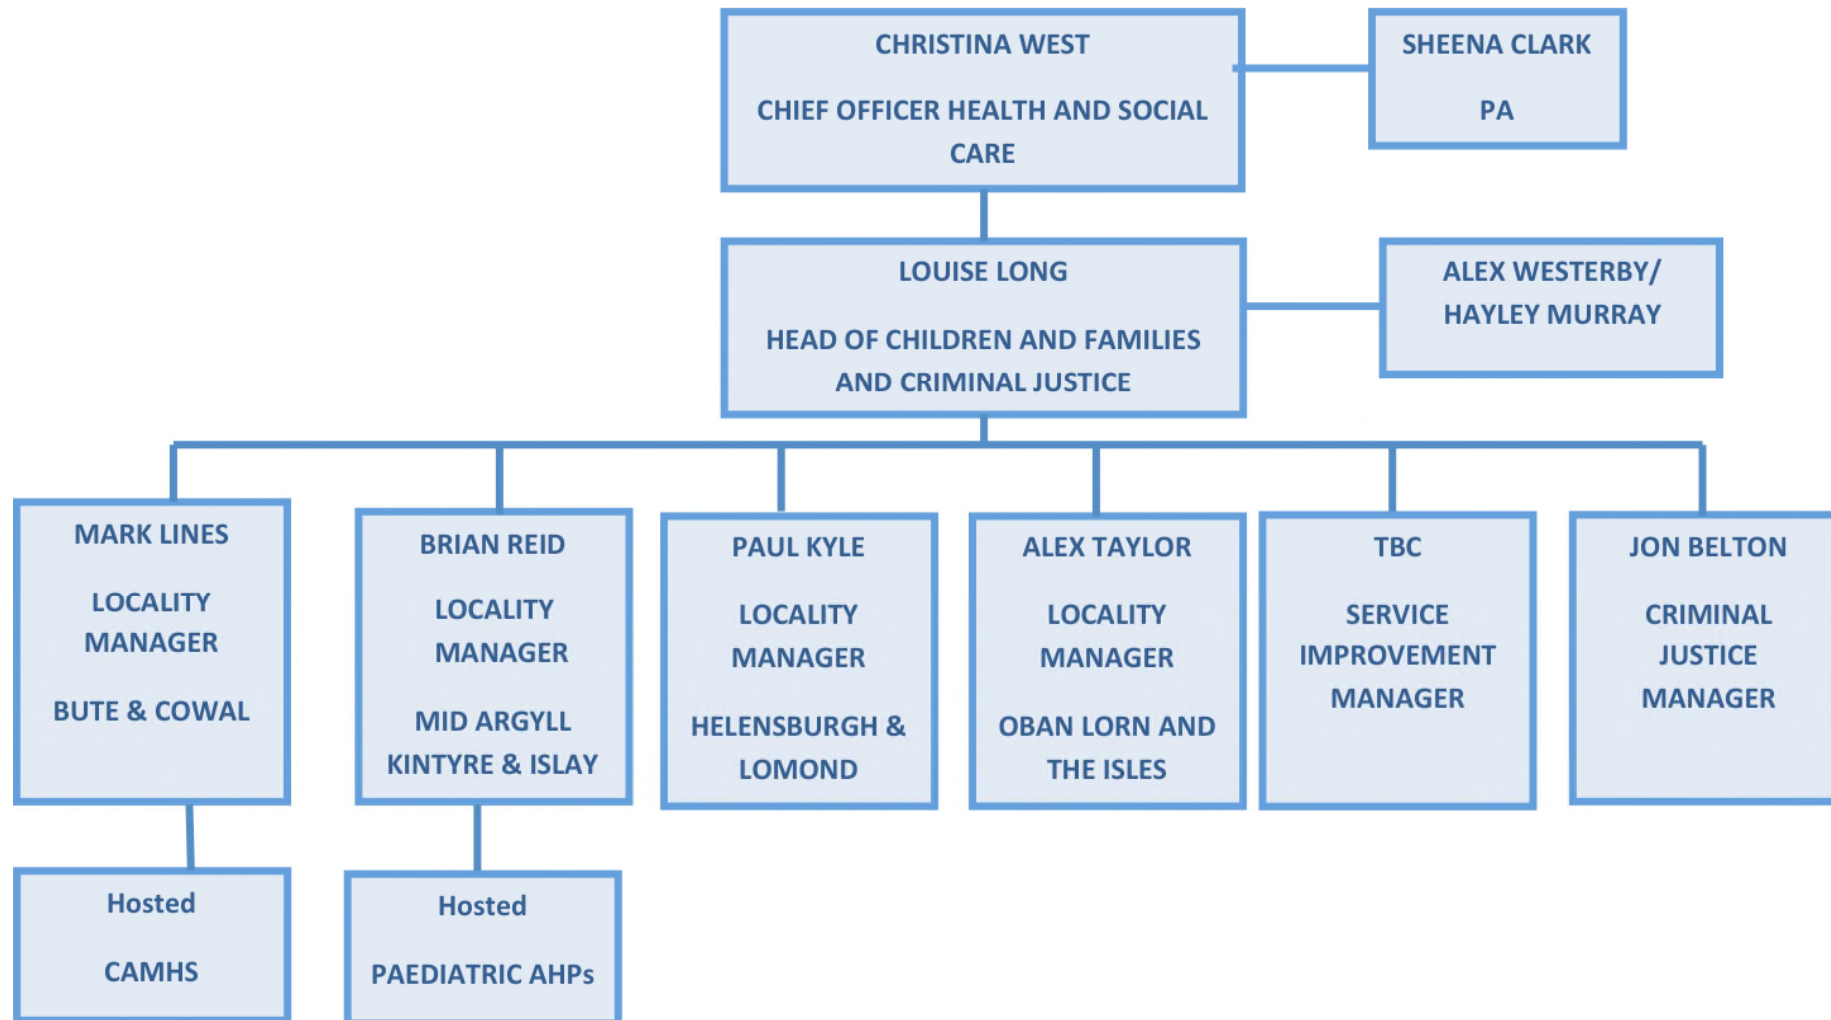 CHRISTINA WEST
CHIEF OFFICER HEALTH AND SOCIAL
CARE
SHEENA CLARK
PA
LOUISE LONG
HEAD OF CHILDREN AND FAMILIES
AND CRIMINAL JUSTICE
ALEX WESTERBY/
HAYLEY MURRAY
MARK LINES
LOCALITY
MANAGER
BUTE & COWAL
BRIAN REID
LOCALITY
MANAGER
MID ARGYLL
KINTYRE & ISLAY
PAUL KYLE
LOCALITY
MANAGER
HELENSBURGH &
LOMOND
ALEX TAYLOR
LOCALITY
MANAGER
OBAN LORN AND
THE ISLES
TBC
SERVICE
IMPROVEMENT
MANAGER
JON BELTON
CRIMINAL
JUSTICE
MANAGER
Hosted
CAMHS
Hosted
PAEDIATRIC AHPs